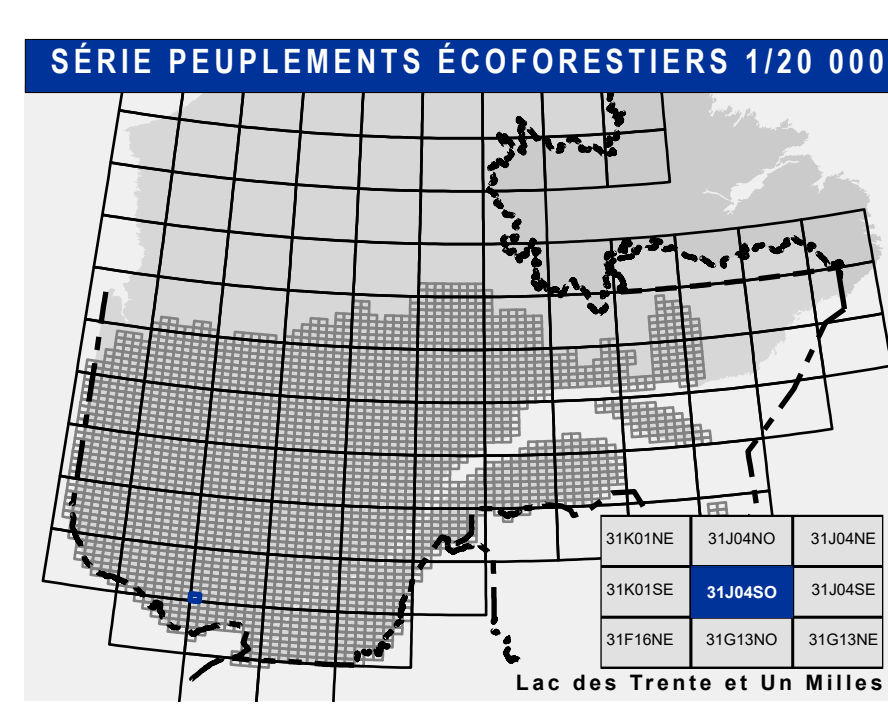 SÉRIE PEUPLEMENTS ÉCOFORESTIERS 1/20 000
31K01NE 31J04NO 31J04NE
31K01SE 31J04SO 31J04SE
31F16NE 31G13NO 31G13NE
Lac des Trente et Un Milles